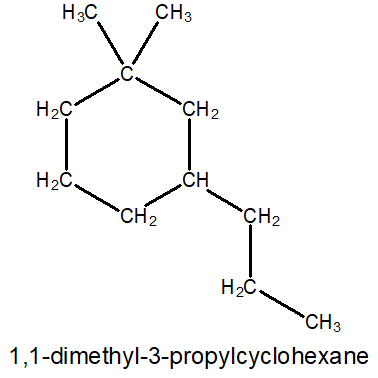 H₃C CH₃
C
H₂C CH₂
H₂C CH
CH₂ CH₂
H₂C
CH₃
1,1-dimethyl-3-propylcyclohexane